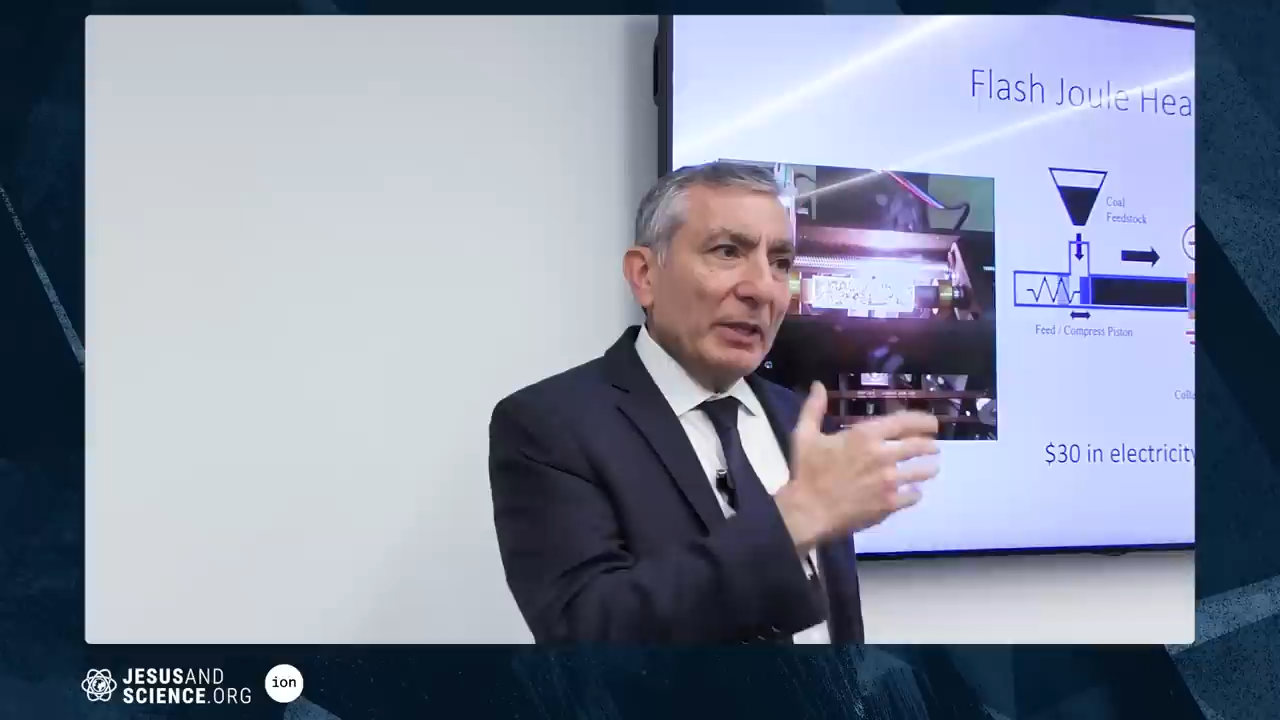 Flash Joule Hea
Coal
Feedstock
Feed / Compress Piston
$30 in electricity
JESUSAND
SCIENCE.ORG
ion